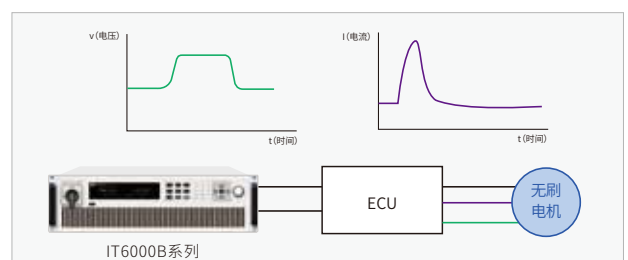 v(电压)
t(时间)
I(电流)
t(时间)
ECU
无刷
电机
IT6000B系列